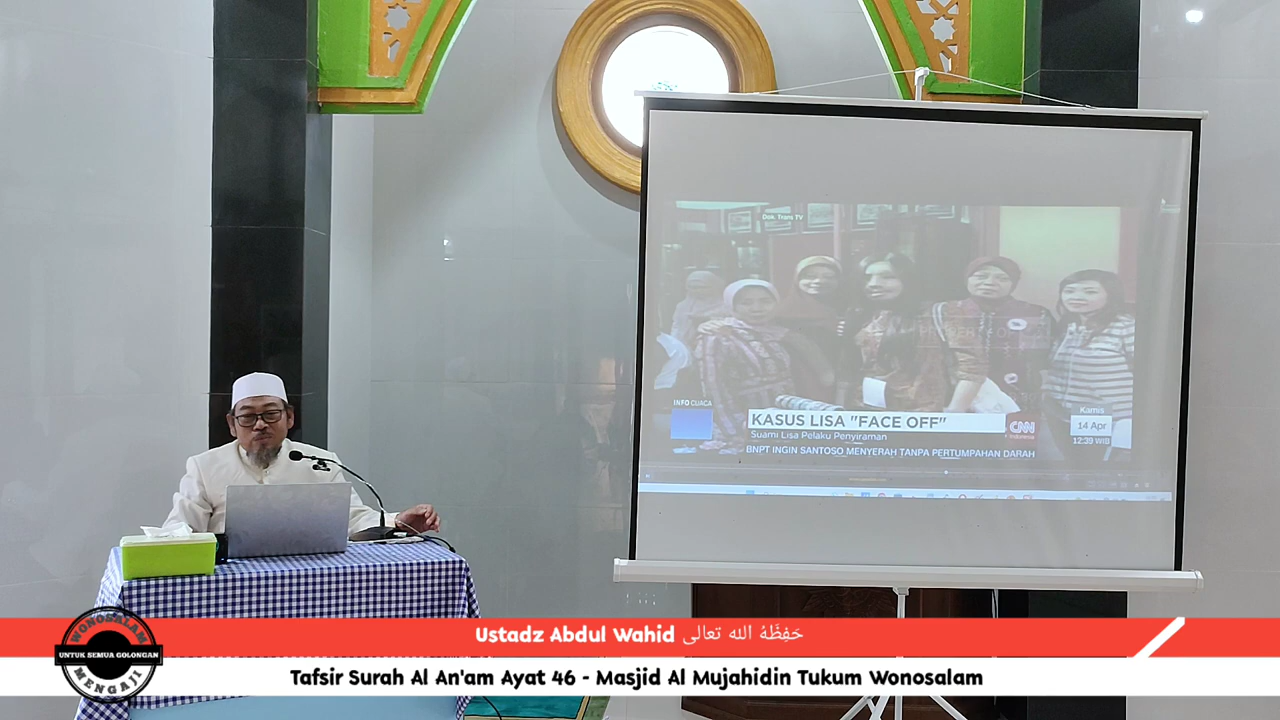 Dok. Trans TV
INFO CUACA
KASUS LISA "FACE OFF"
Suami Lisa Pelaku Penyiraman
BNPT INGIN SANTOSO MENYERAH TANPA PERTUMPAHAN DARAH
CNN
Indonesia
Kamis
14 Apr
12:39 WIB
Ustadz Abdul Wahid حَفِظَهُ الله تعالى
Tafsir Surah Al An'am Ayat 46 - Masjid Al Mujahidin Tukum Wonosalam
WONOSALAM
UNTUK SEMUA GOLONGAN
MENGAJI